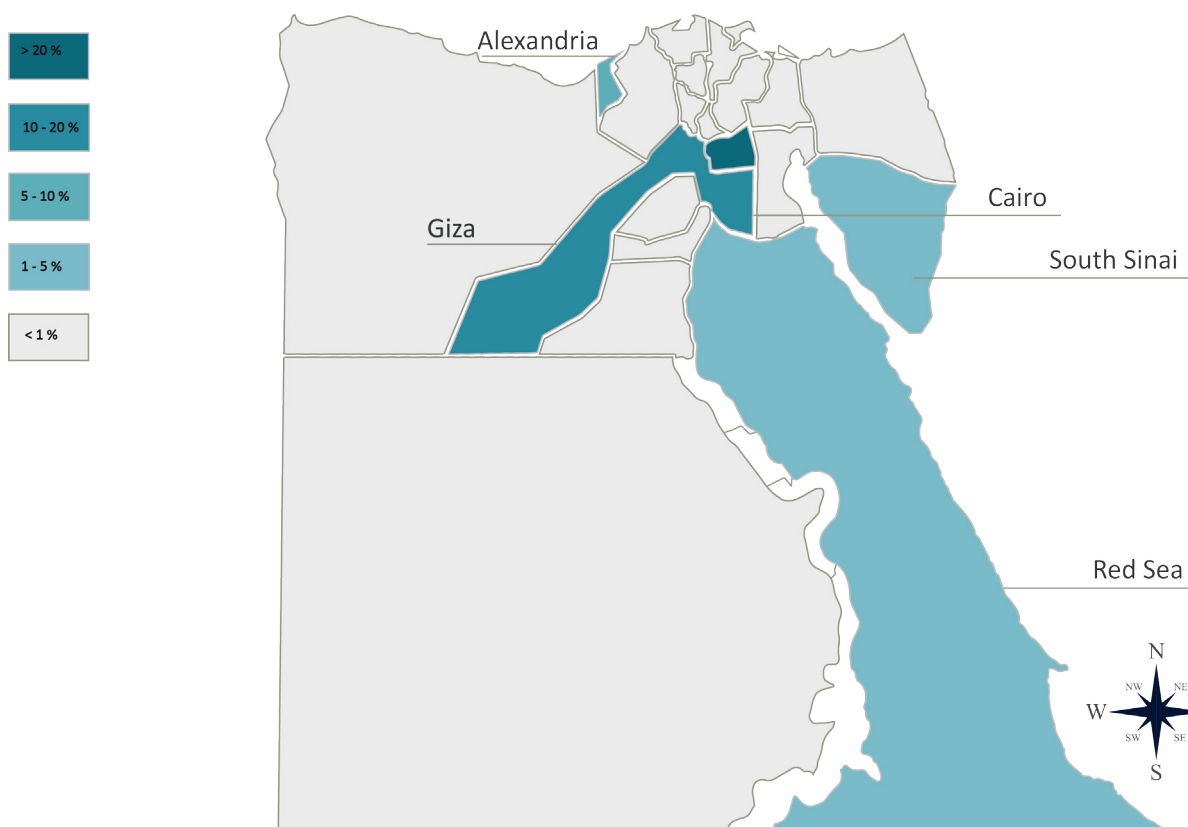 > 20 %
10 - 20 %
5 - 10 %
1 - 5 %
< 1 %
Alexandria
Giza
Cairo
South Sinai
Red Sea
N
NW
NE
W
SW
SE
S